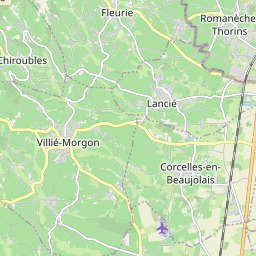 Fleurie
Romanèche-
Thorins
Chiroubles
Lancié
Villié-Morgon
Corcelles-en-
Beaujolais